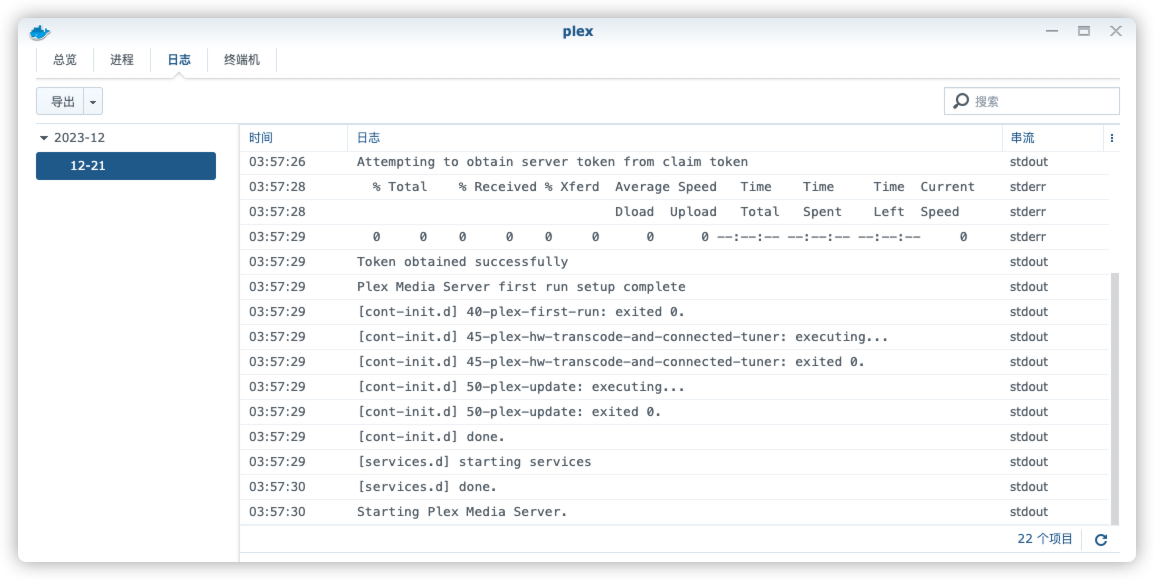 plex
总览 进程 日志 终端机
导出 搜索
2023-12
12-21
时间 日志 串流
03:57:26 Attempting to obtain server token from claim token stdout
03:57:28 % Total % Received % Xferd Average Speed Time Time Time Current stderr
03:57:28 Dload Upload Total Spent Left Speed stderr
03:57:29 0 0 0 0 0 0 0 0 --:--:-- --:--:-- --:--:-- 0 stderr
03:57:29 Token obtained successfully stdout
03:57:29 Plex Media Server first run setup complete stdout
03:57:29 [cont-init.d] 40-plex-first-run: exited 0. stdout
03:57:29 [cont-init.d] 45-plex-hw-transcode-and-connected-tuner: executing... stdout
03:57:29 [cont-init.d] 45-plex-hw-transcode-and-connected-tuner: exited 0. stdout
03:57:29 [cont-init.d] 50-plex-update: executing... stdout
03:57:29 [cont-init.d] 50-plex-update: exited 0. stdout
03:57:29 [cont-init.d] done. stdout
03:57:29 [services.d] starting services stdout
03:57:30 [services.d] done. stdout
03:57:30 Starting Plex Media Server. stdout
22 个项目